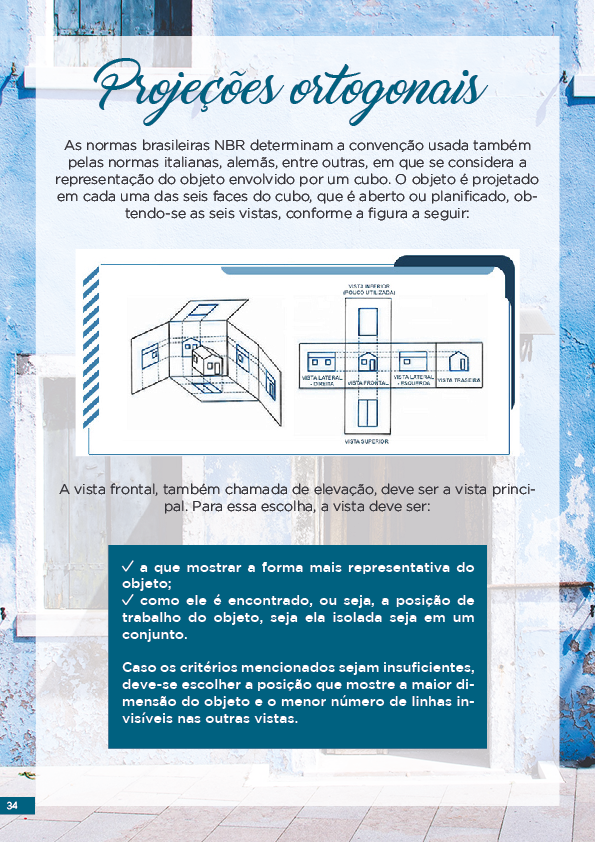 Projeções ortogonais
As normas brasileiras NBR determinam a convenção usada também
pelas normas italianas, alemãs, entre outras, em que se considera a
representação do objeto envolvido por um cubo. O objeto é projetado
em cada uma das seis faces do cubo, que é aberto ou planificado, ob-
tendo-se as seis vistas, conforme a figura a seguir:
VISTA INFERIOR
(POUCO UTILIZADA)
VISTA LATERAL
- DIREITA
VISTA FRONTAL
VISTA LATERAL
- ESQUERDA
VISTA TRASEIRA
VISTA SUPERIOR
A vista frontal, também chamada de elevação, deve ser a vista princi-
pal. Para essa escolha, a vista deve ser:
✓ a que mostrar a forma mais representativa do
objeto;
✓ como ele é encontrado, ou seja, a posição de
trabalho do objeto, seja ela isolada seja em um
conjunto.
Caso os critérios mencionados sejam insuficientes,
deve-se escolher a posição que mostre a maior di-
mensão do objeto e o menor número de linhas in-
visíveis nas outras vistas.
34